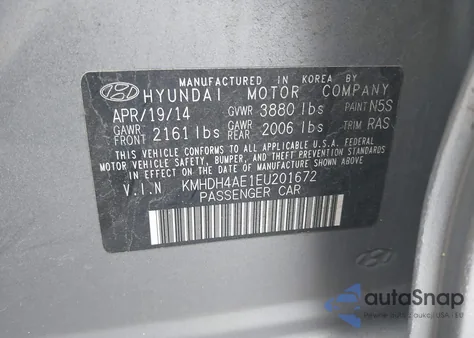 MANUFACTURED IN KOREA BY
HYUNDAI MOTOR COMPANY
APR/19/14 GVWR 3880 lbs PAINT N5S
GAWR FRONT 2161 lbs GAWR REAR 2006 lbs TRIM RAS
THIS VEHICLE CONFORMS TO ALL APPLICABLE U.S.A. FEDERAL
MOTOR VEHICLE SAFETY, BUMPER, AND THEFT PREVENTION
STANDARDS IN EFFECT ON THE DATE OF MANUFACTURE SHOWN ABOVE.
V.I.N KMHDH4AE1EU201672
PASSENGER CAR
autoSnap